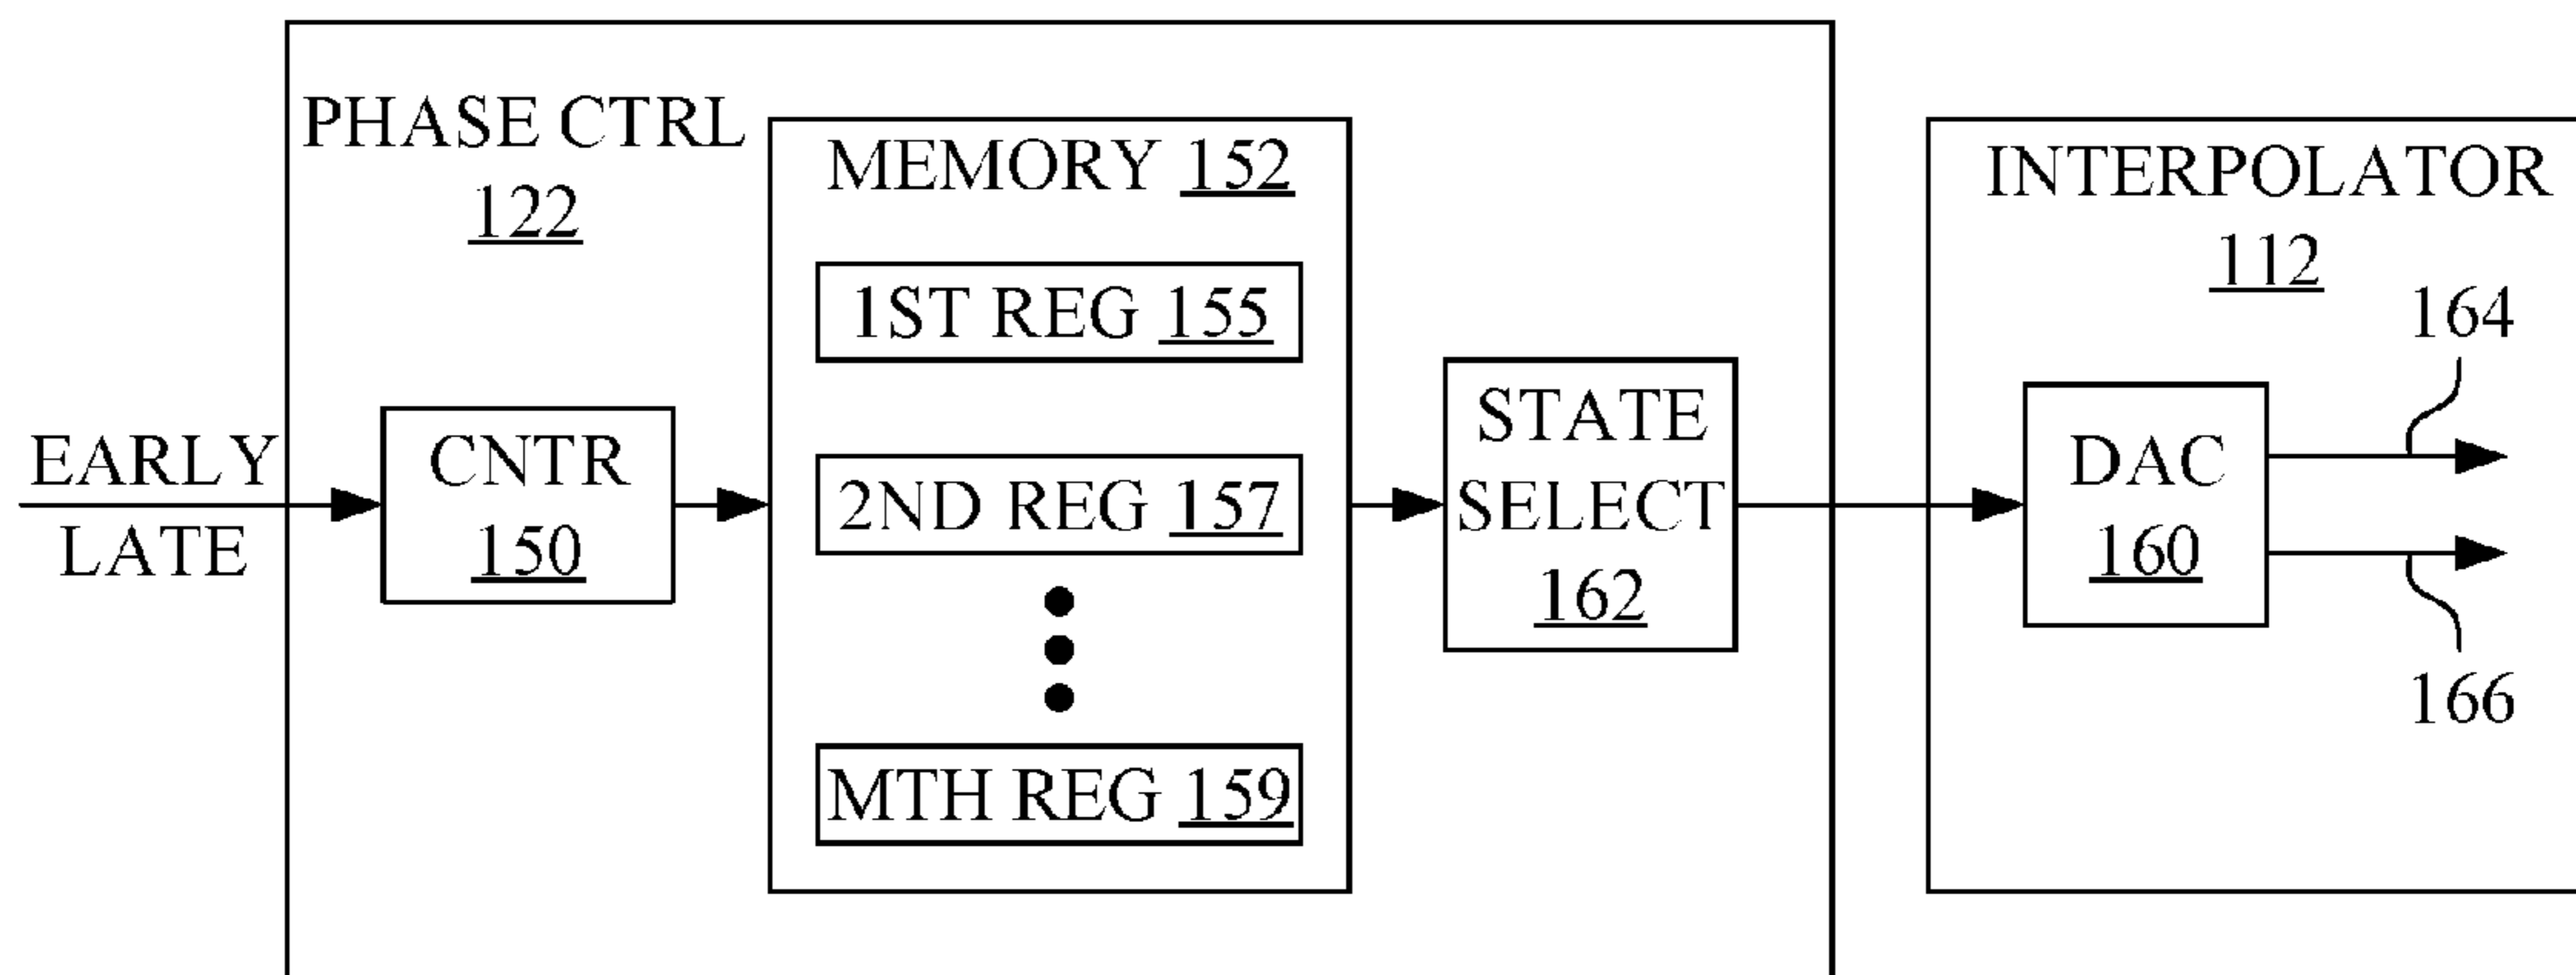 EARLY
LATE
PHASE CTRL
122
CNTR
150
MEMORY 152
1ST REG 155
2ND REG 157
MTH REG 159
STATE
SELECT
162
INTERPOLATOR
112
DAC
160
164
166